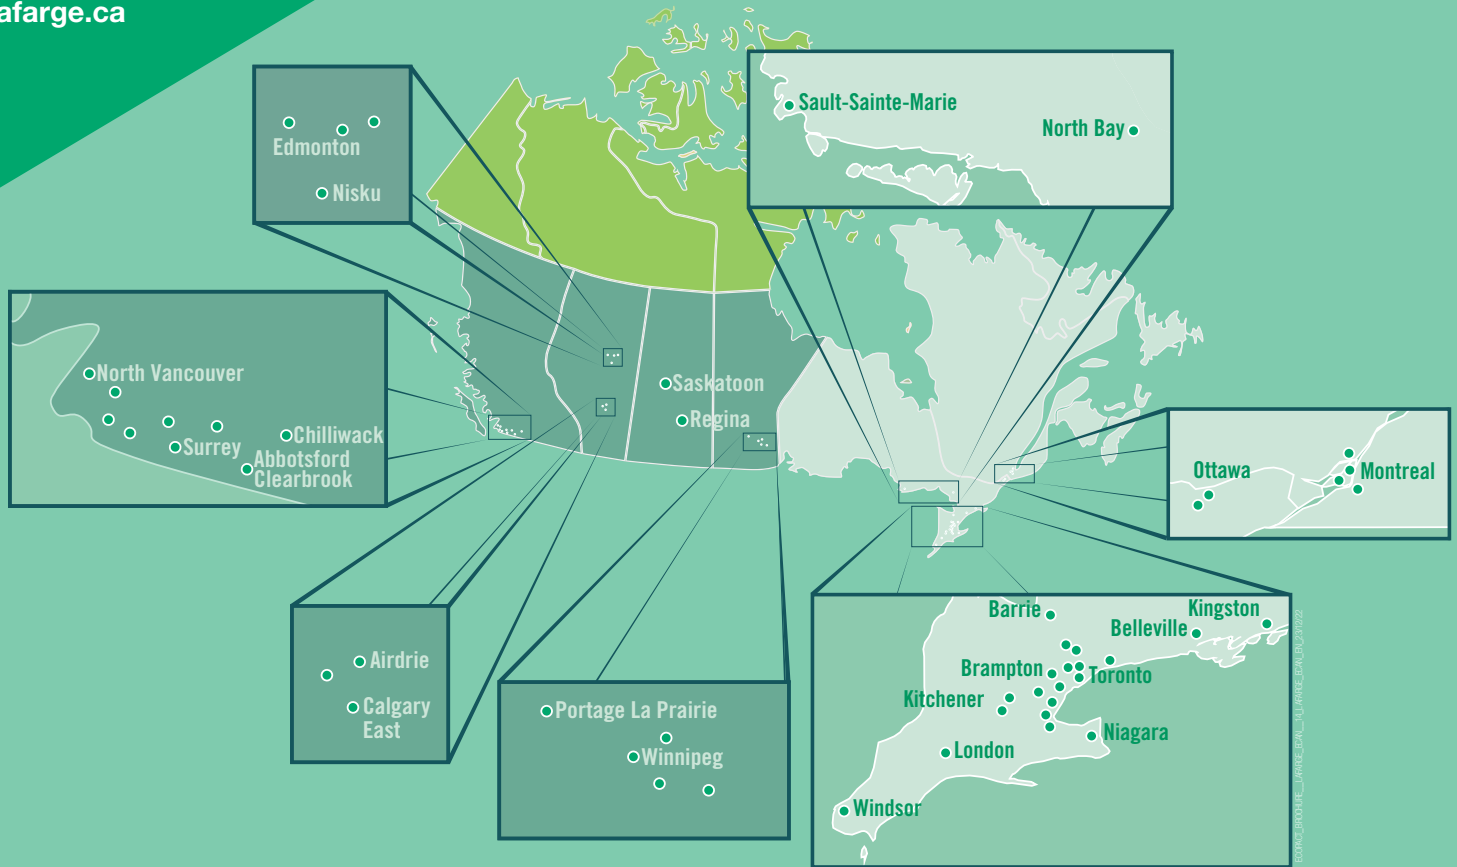 afarge.ca
Sault-Sainte-Marie
North Bay
Edmonton
Nisku
North Vancouver
Surrey
Chilliwack
Abbotsford
Clearbrook
Saskatoon
Regina
Ottawa
Montreal
Airdrie
Calgary
East
Portage La Prairie
Winnipeg
Barrie
Kingston
Belleville
Brampton
Toronto
Kitchener
Niagara
London
Windsor